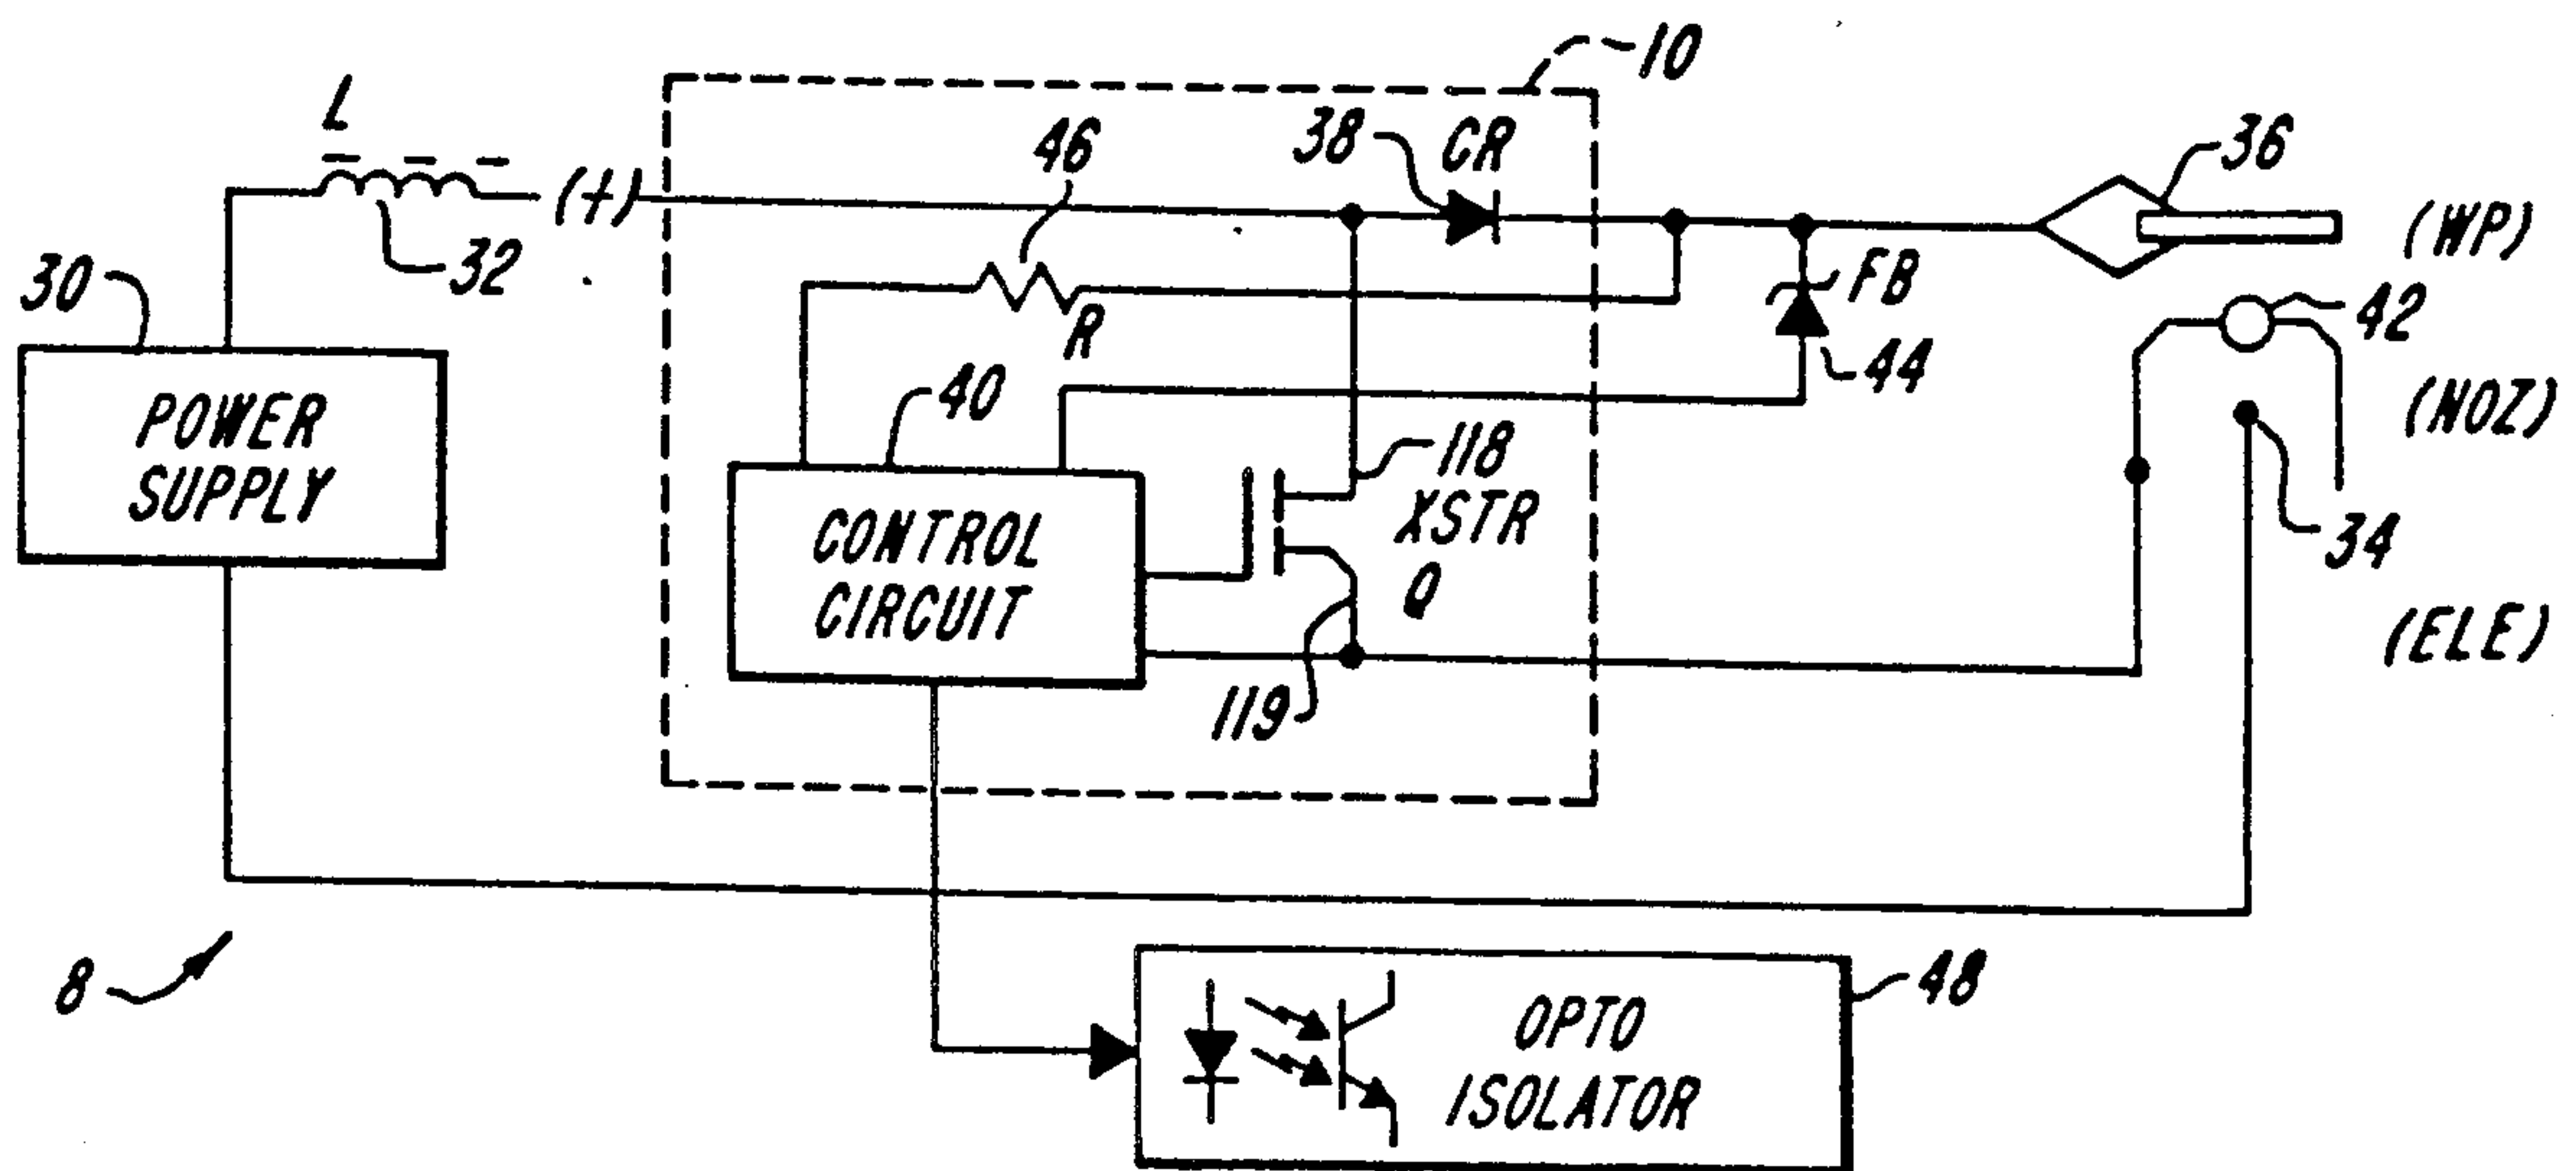 10
L
46
38
CR
36
(+)
32
(WP)
30
FB
42
R
44
40
(NOZ)
POWER
SUPPLY
118
XSTR
Q
34
CONTROL
CIRCUIT
(ELE)
119
8
48
OPTO
ISOLATOR